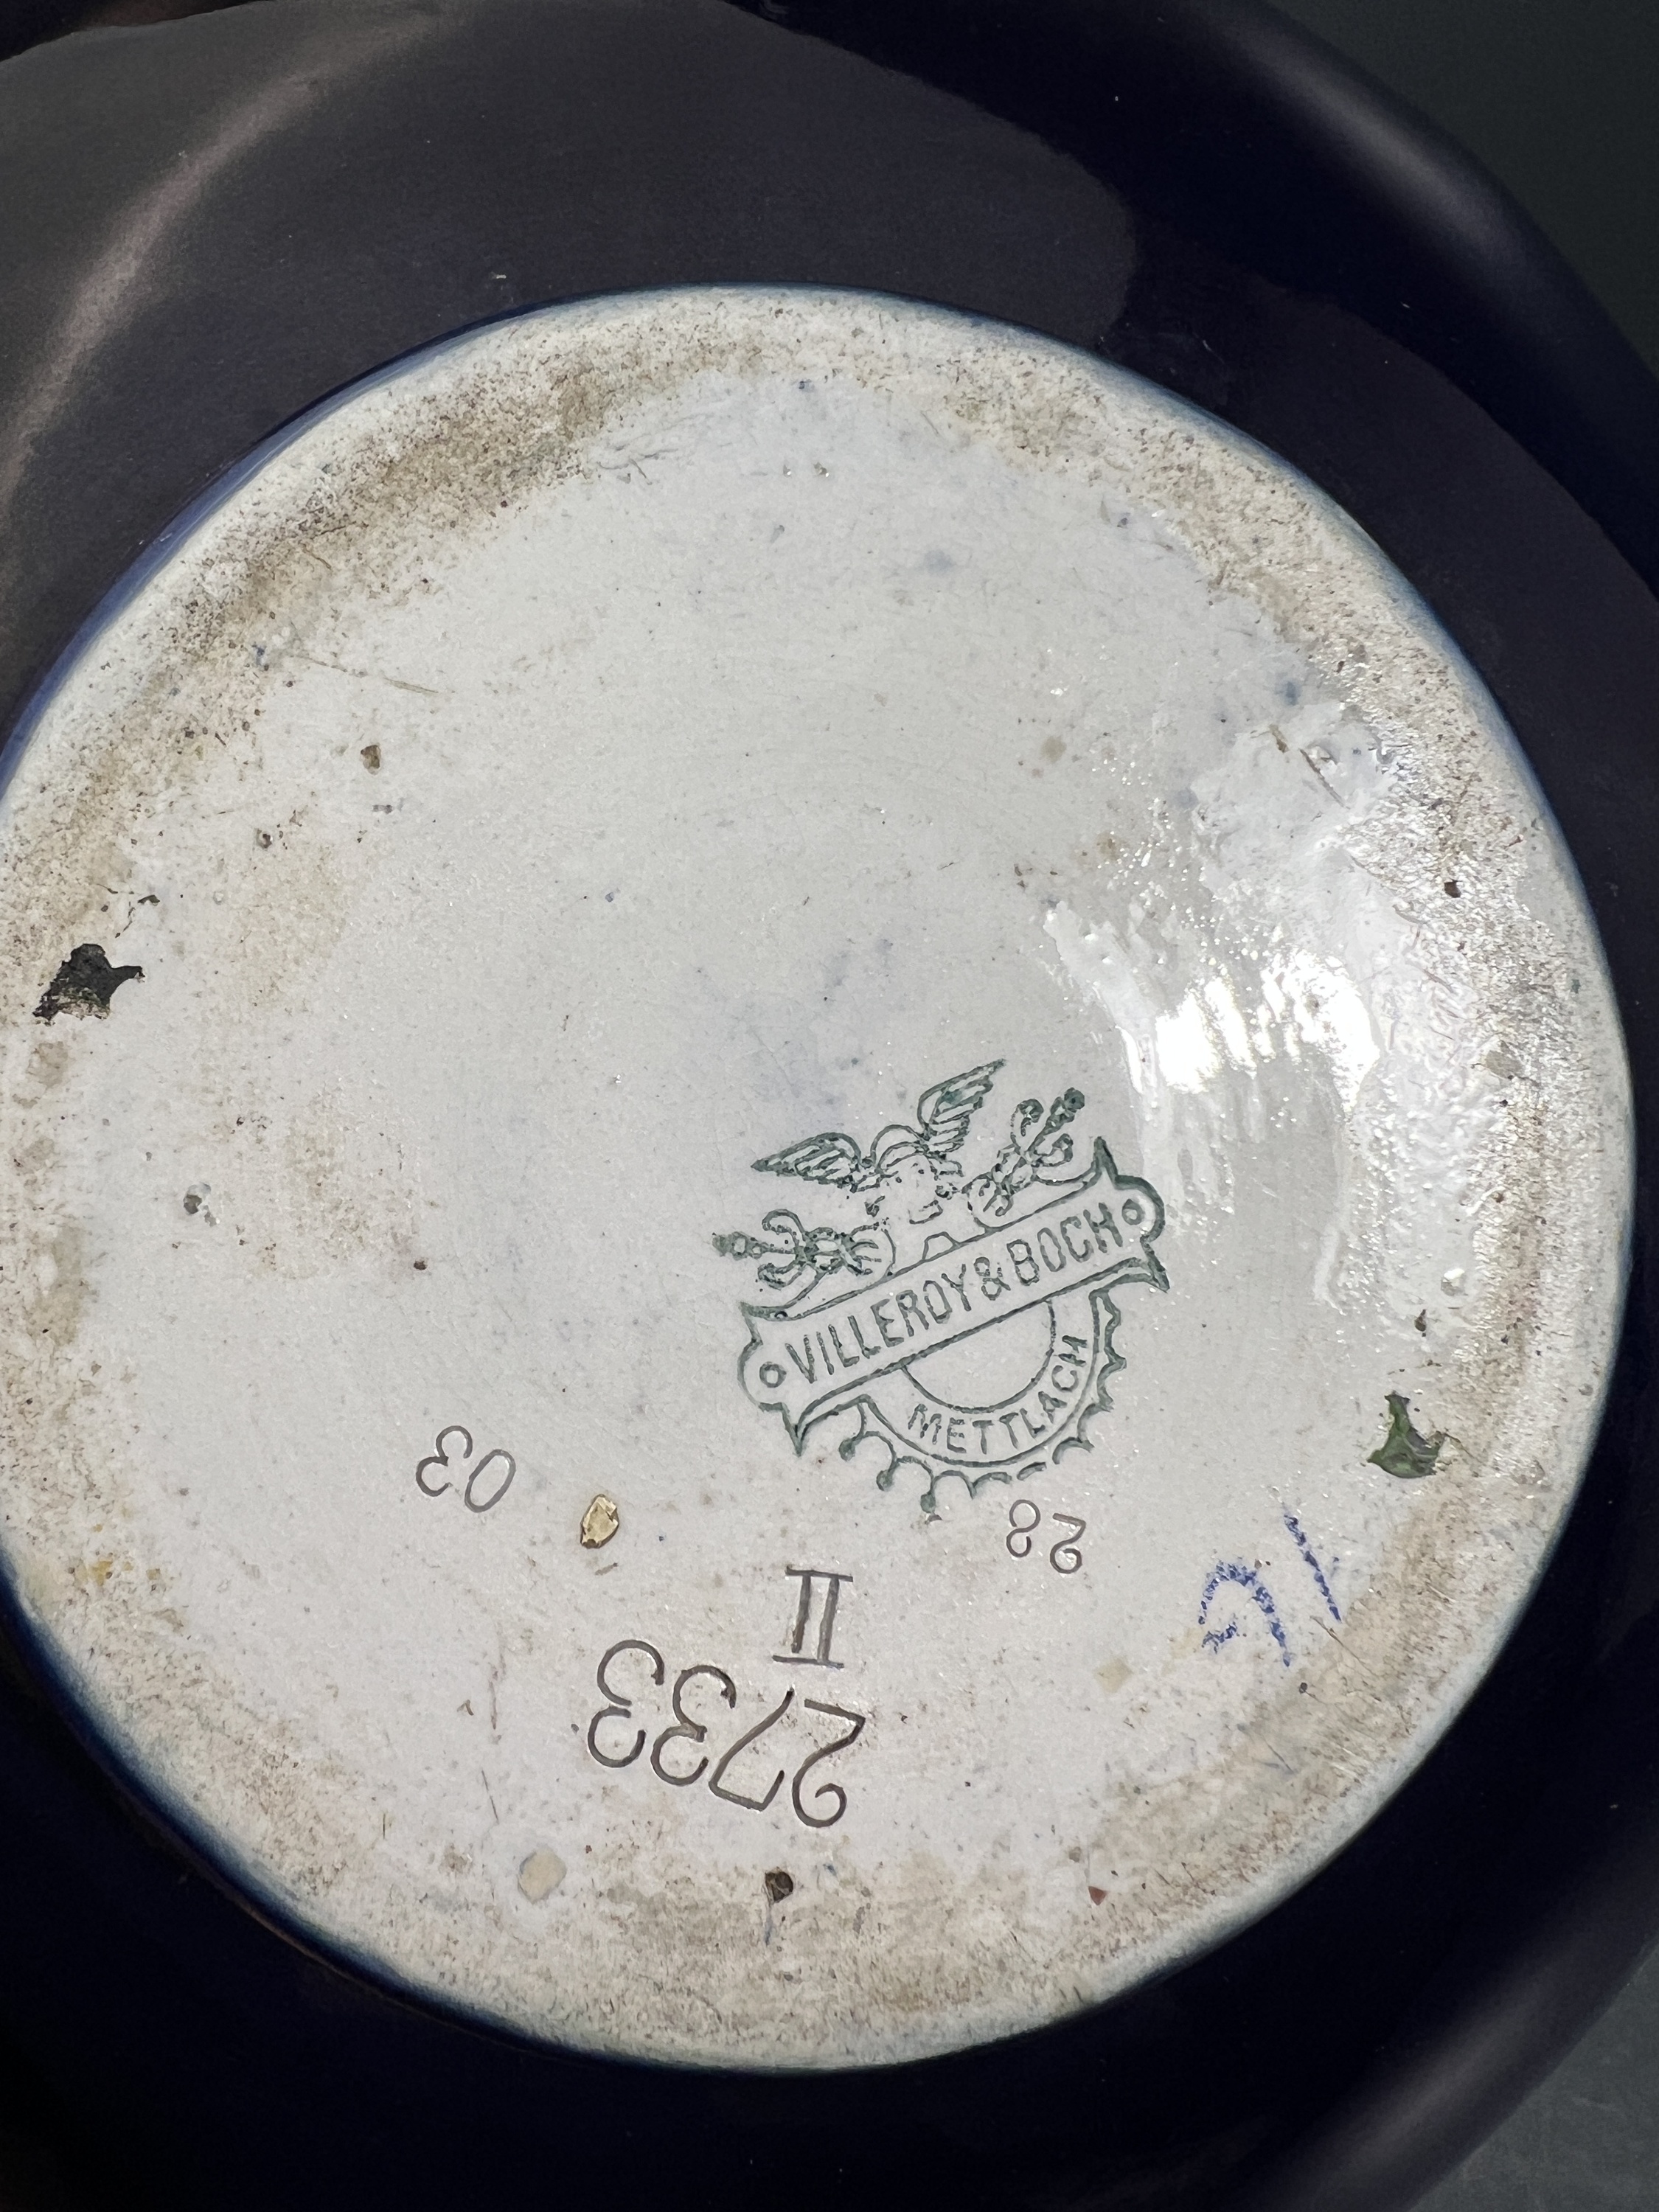 VILLEROY & BOCH
METTLACH
2733
II
28
03